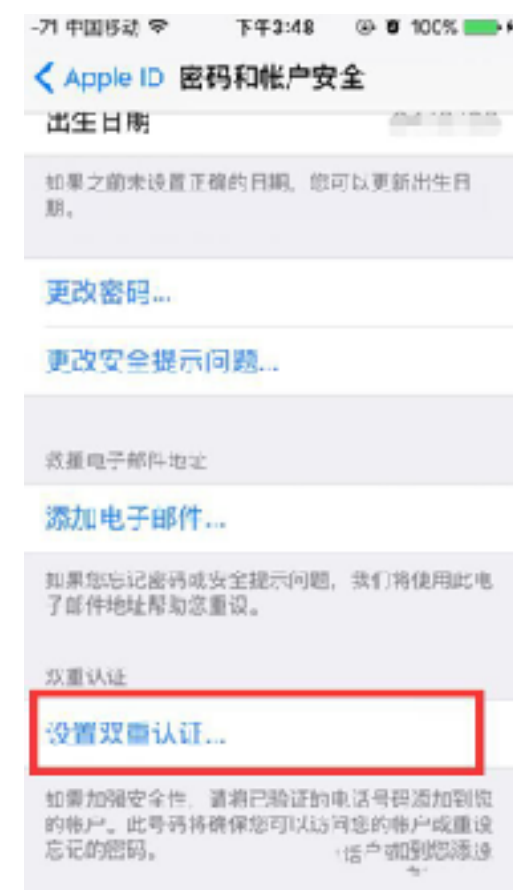 -71 中国移动 下午3:48 100%
Apple ID 密码和帐户安全
出生日期
如果之前未设置正确的日期，您可以更新出生日
期。
更改密码...
更改安全提示问题...
救援电子邮件地址
添加电子邮件...
如果您忘记密码或安全提示问题，我们将使用此电
子邮件地址帮助您重设。
双重认证
设置双重认证...
如需加强安全性，请将已验证的电话号码添加到您
的帐户。此号码将确保您可以访问您的帐户或重设
忘记的密码。